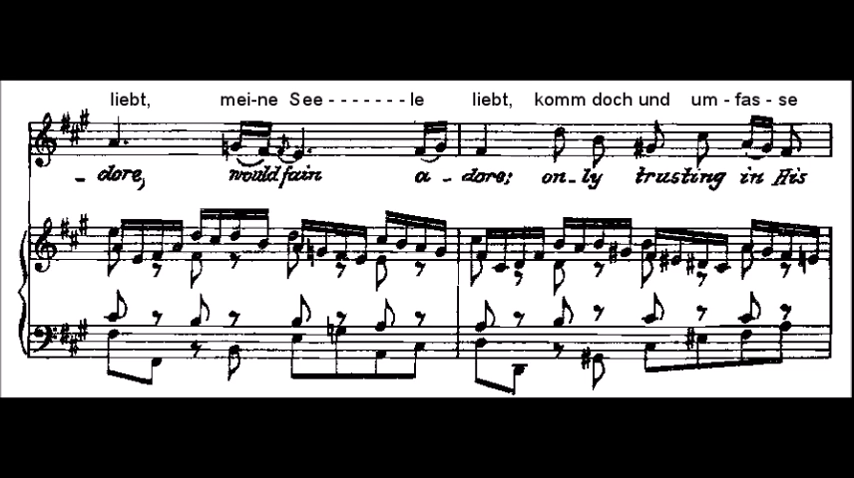 liebt, mei-ne See - - - - - - - le liebt, komm doch und um - fas - se
- dore, would fain a - dore; on - ly trusting in His